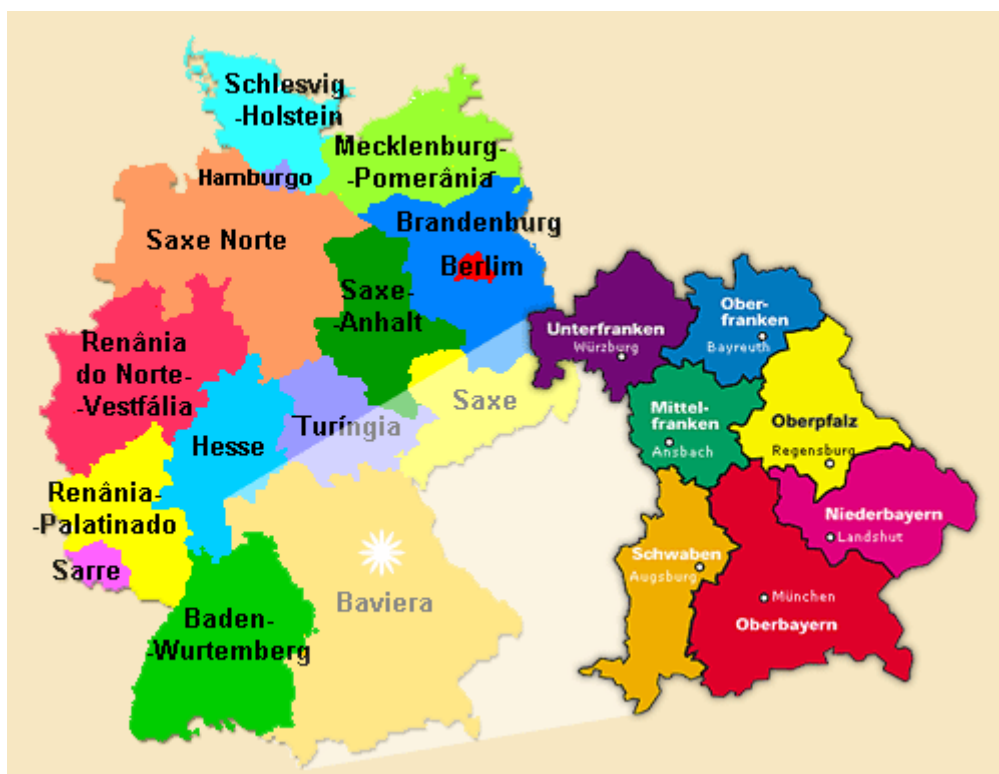 Schlesvig
-Holstein
Mecklenburg-
-Pomerânia
Hamburgo
Brandenburg
Saxe Norte
Berlim
Saxe-
-Anhalt
Renânia
do Norte-
-Vestfália
Turíngia
Saxe
Hesse
Renânia-
-Palatinado
Sarre
Baviera
Baden-
-Wurtemberg
Unterfranken
Würzburg
Ober-
franken
Bayreuth
Mittel-
franken
Ansbach
Oberpfalz
Regensburg
Niederbayern
Landshut
Schwaben
Augsburg
München
Oberbayern